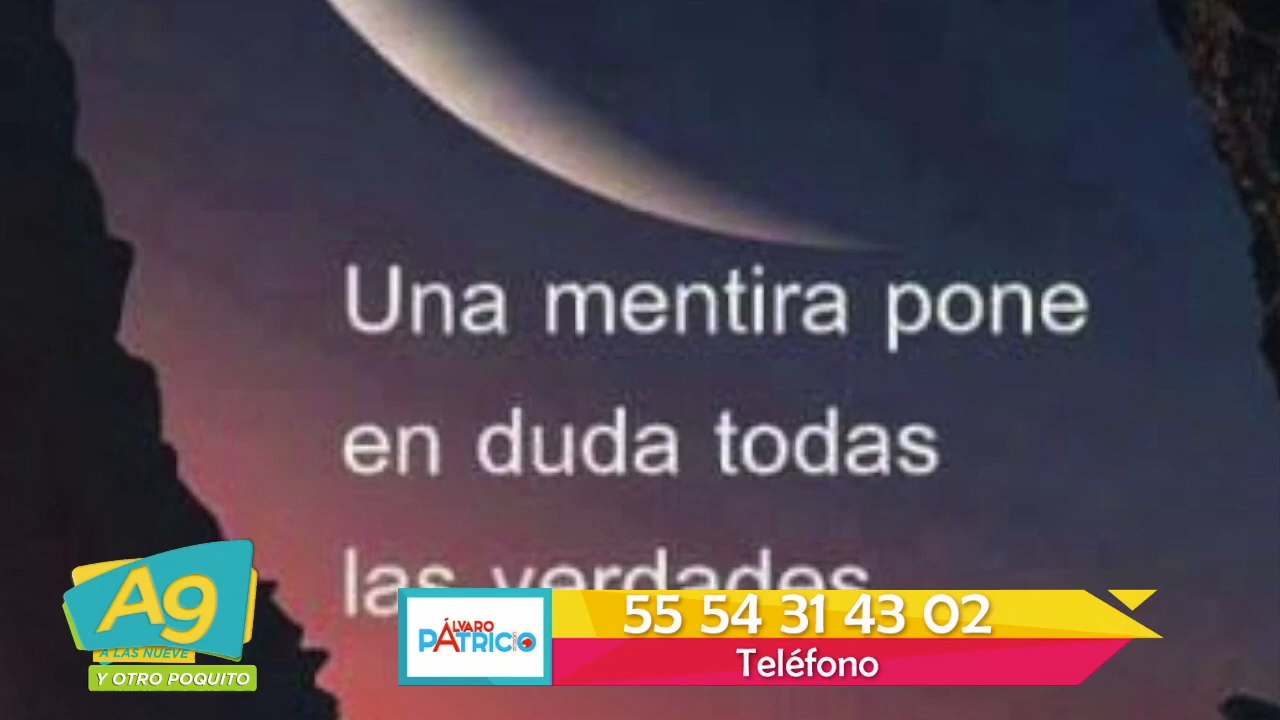 Una mentira pone
en duda todas
las verdades
A9
A LAS NUEVE
Y OTRO POQUITO
ÁLVARO
PATRICIO
55 54 31 43 02
Teléfono